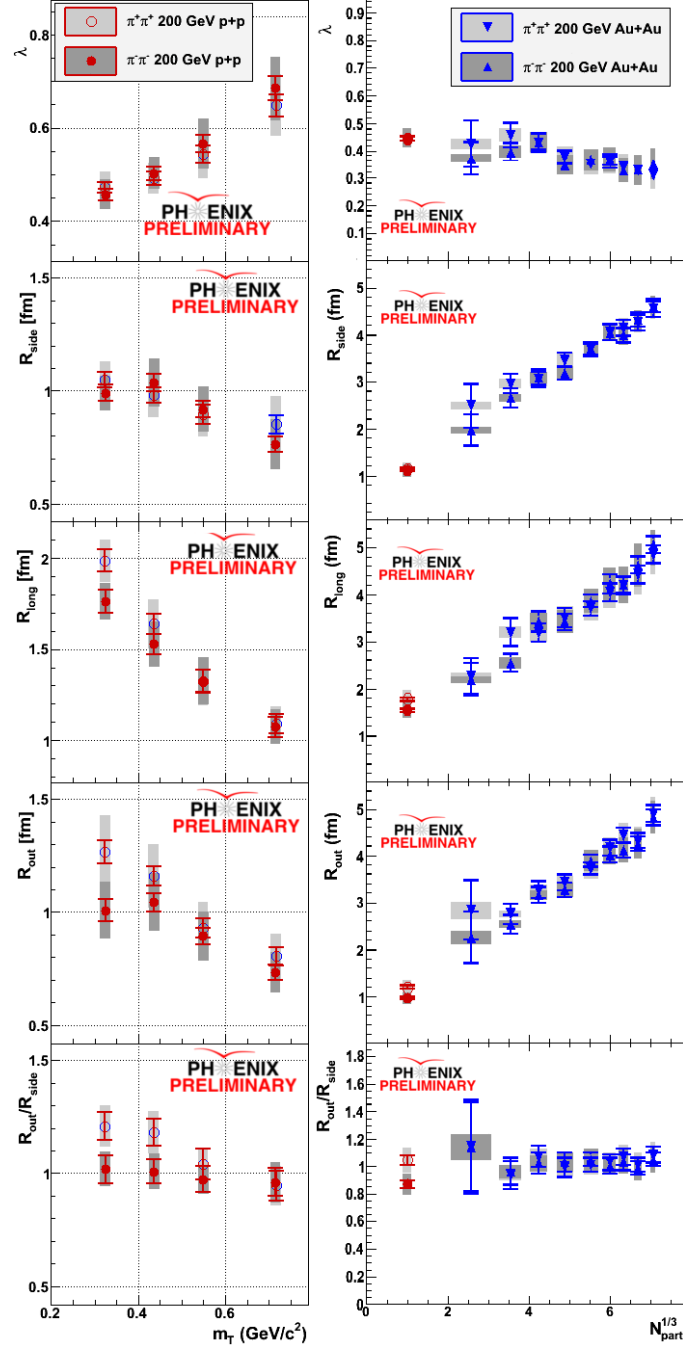 λ
0.8
0.6
0.4
π⁺π⁺ 200 GeV p+p
π⁻π⁻ 200 GeV p+p
PHENIX
PRELIMINARY
R_side [fm]
1.5
1
0.5
PHENIX
PRELIMINARY
R_long [fm]
2
1.5
1
PHENIX
PRELIMINARY
R_out [fm]
1.5
1
0.5
PHENIX
PRELIMINARY
R_out/R_side
1.5
1
0.5
PHENIX
PRELIMINARY
0.2
0.4
0.6
m_T (GeV/c²)
λ
0.9
0.8
0.7
0.6
0.5
0.4
0.3
0.2
0.1
π⁺π⁺ 200 GeV Au+Au
π⁻π⁻ 200 GeV Au+Au
PHENIX
PRELIMINARY
R_side (fm)
5
4
3
2
1
PHENIX
PRELIMINARY
R_long (fm)
5
4
3
2
1
PHENIX
PRELIMINARY
R_out (fm)
5
4
3
2
1
PHENIX
PRELIMINARY
R_out/R_side
1.8
1.6
1.4
1.2
1
0.8
0.6
0.4
0.2
0
PHENIX
PRELIMINARY
0
2
4
6
N_part^1/3